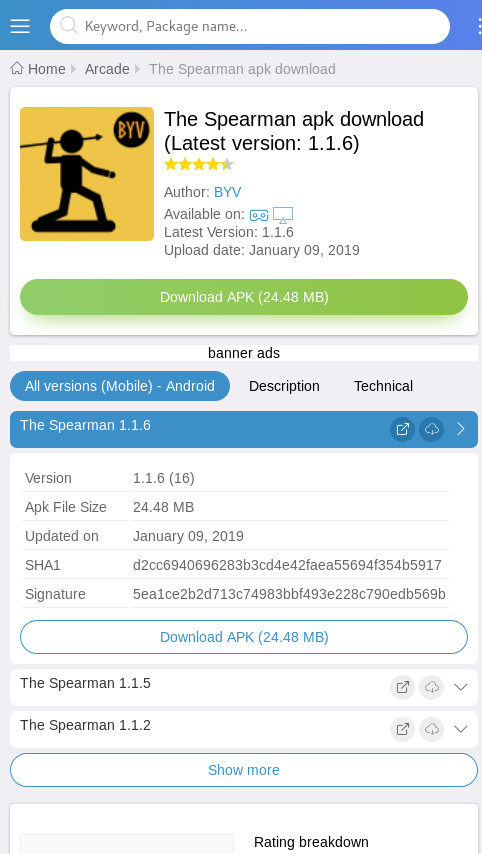 Keyword, Package name...
Home Arcade The Spearman apk download
BYV
The Spearman apk download
(Latest version: 1.1.6)
Author: BYV
Available on:
Latest Version: 1.1.6
Upload date: January 09, 2019
Download APK (24.48 MB)
banner ads
All versions (Mobile) - Android Description Technical
The Spearman 1.1.6
Version 1.1.6 (16)
Apk File Size 24.48 MB
Updated on January 09, 2019
SHA1 d2cc6940696283b3cd4e42faea55694f354b5917
Signature 5ea1ce2b2d713c74983bbf493e228c790edb569b
Download APK (24.48 MB)
The Spearman 1.1.5
The Spearman 1.1.2
Show more
Rating breakdown